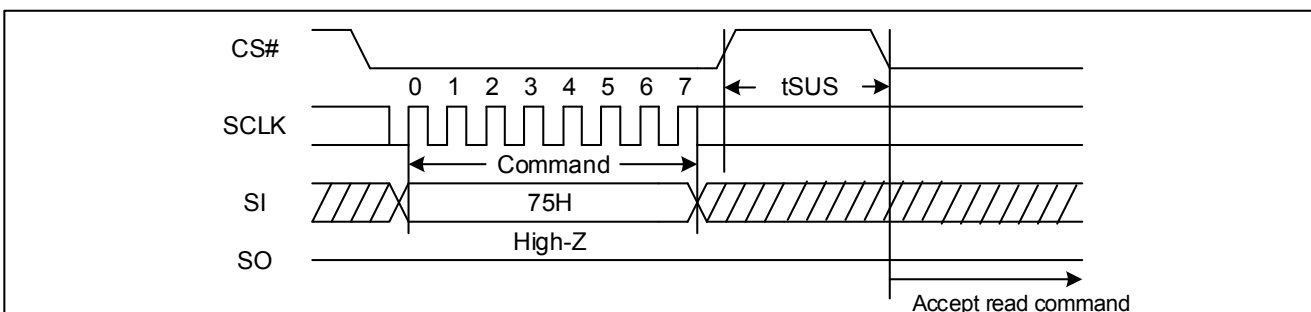 CS#
0 1 2 3 4 5 6 7
tSUS
SCLK
Command
SI
75H
High-Z
SO
Accept read command